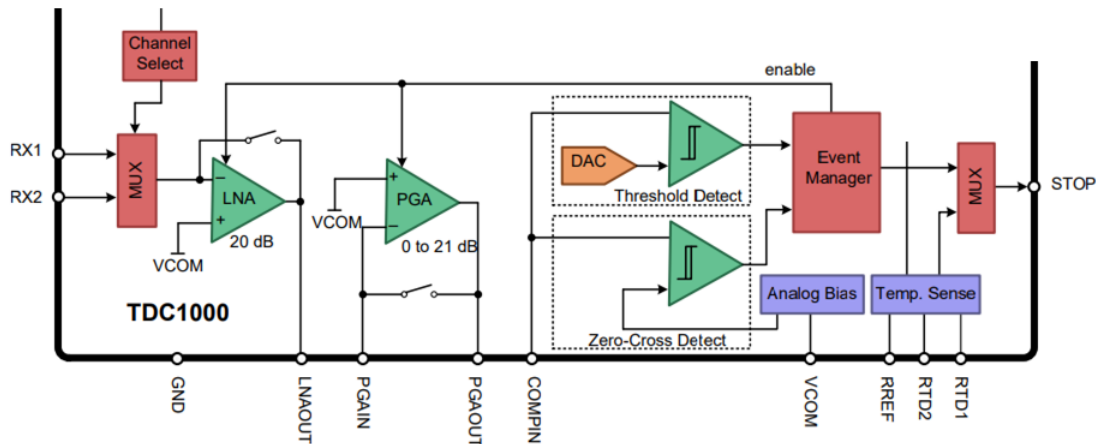 Channel
Select
enable
RX1
RX2
MUX
LNA
20 dB
VCOM
VCOM
PGA
0 to 21 dB
DAC
Threshold Detect
Event
Manager
MUX
STOP
Analog Bias
Temp. Sense
Zero-Cross Detect
TDC1000
GND
LNAOUT
PGAIN
PGAOUT
COMPIN
VCOM
RREF
RTD2
RTD1
− + + −